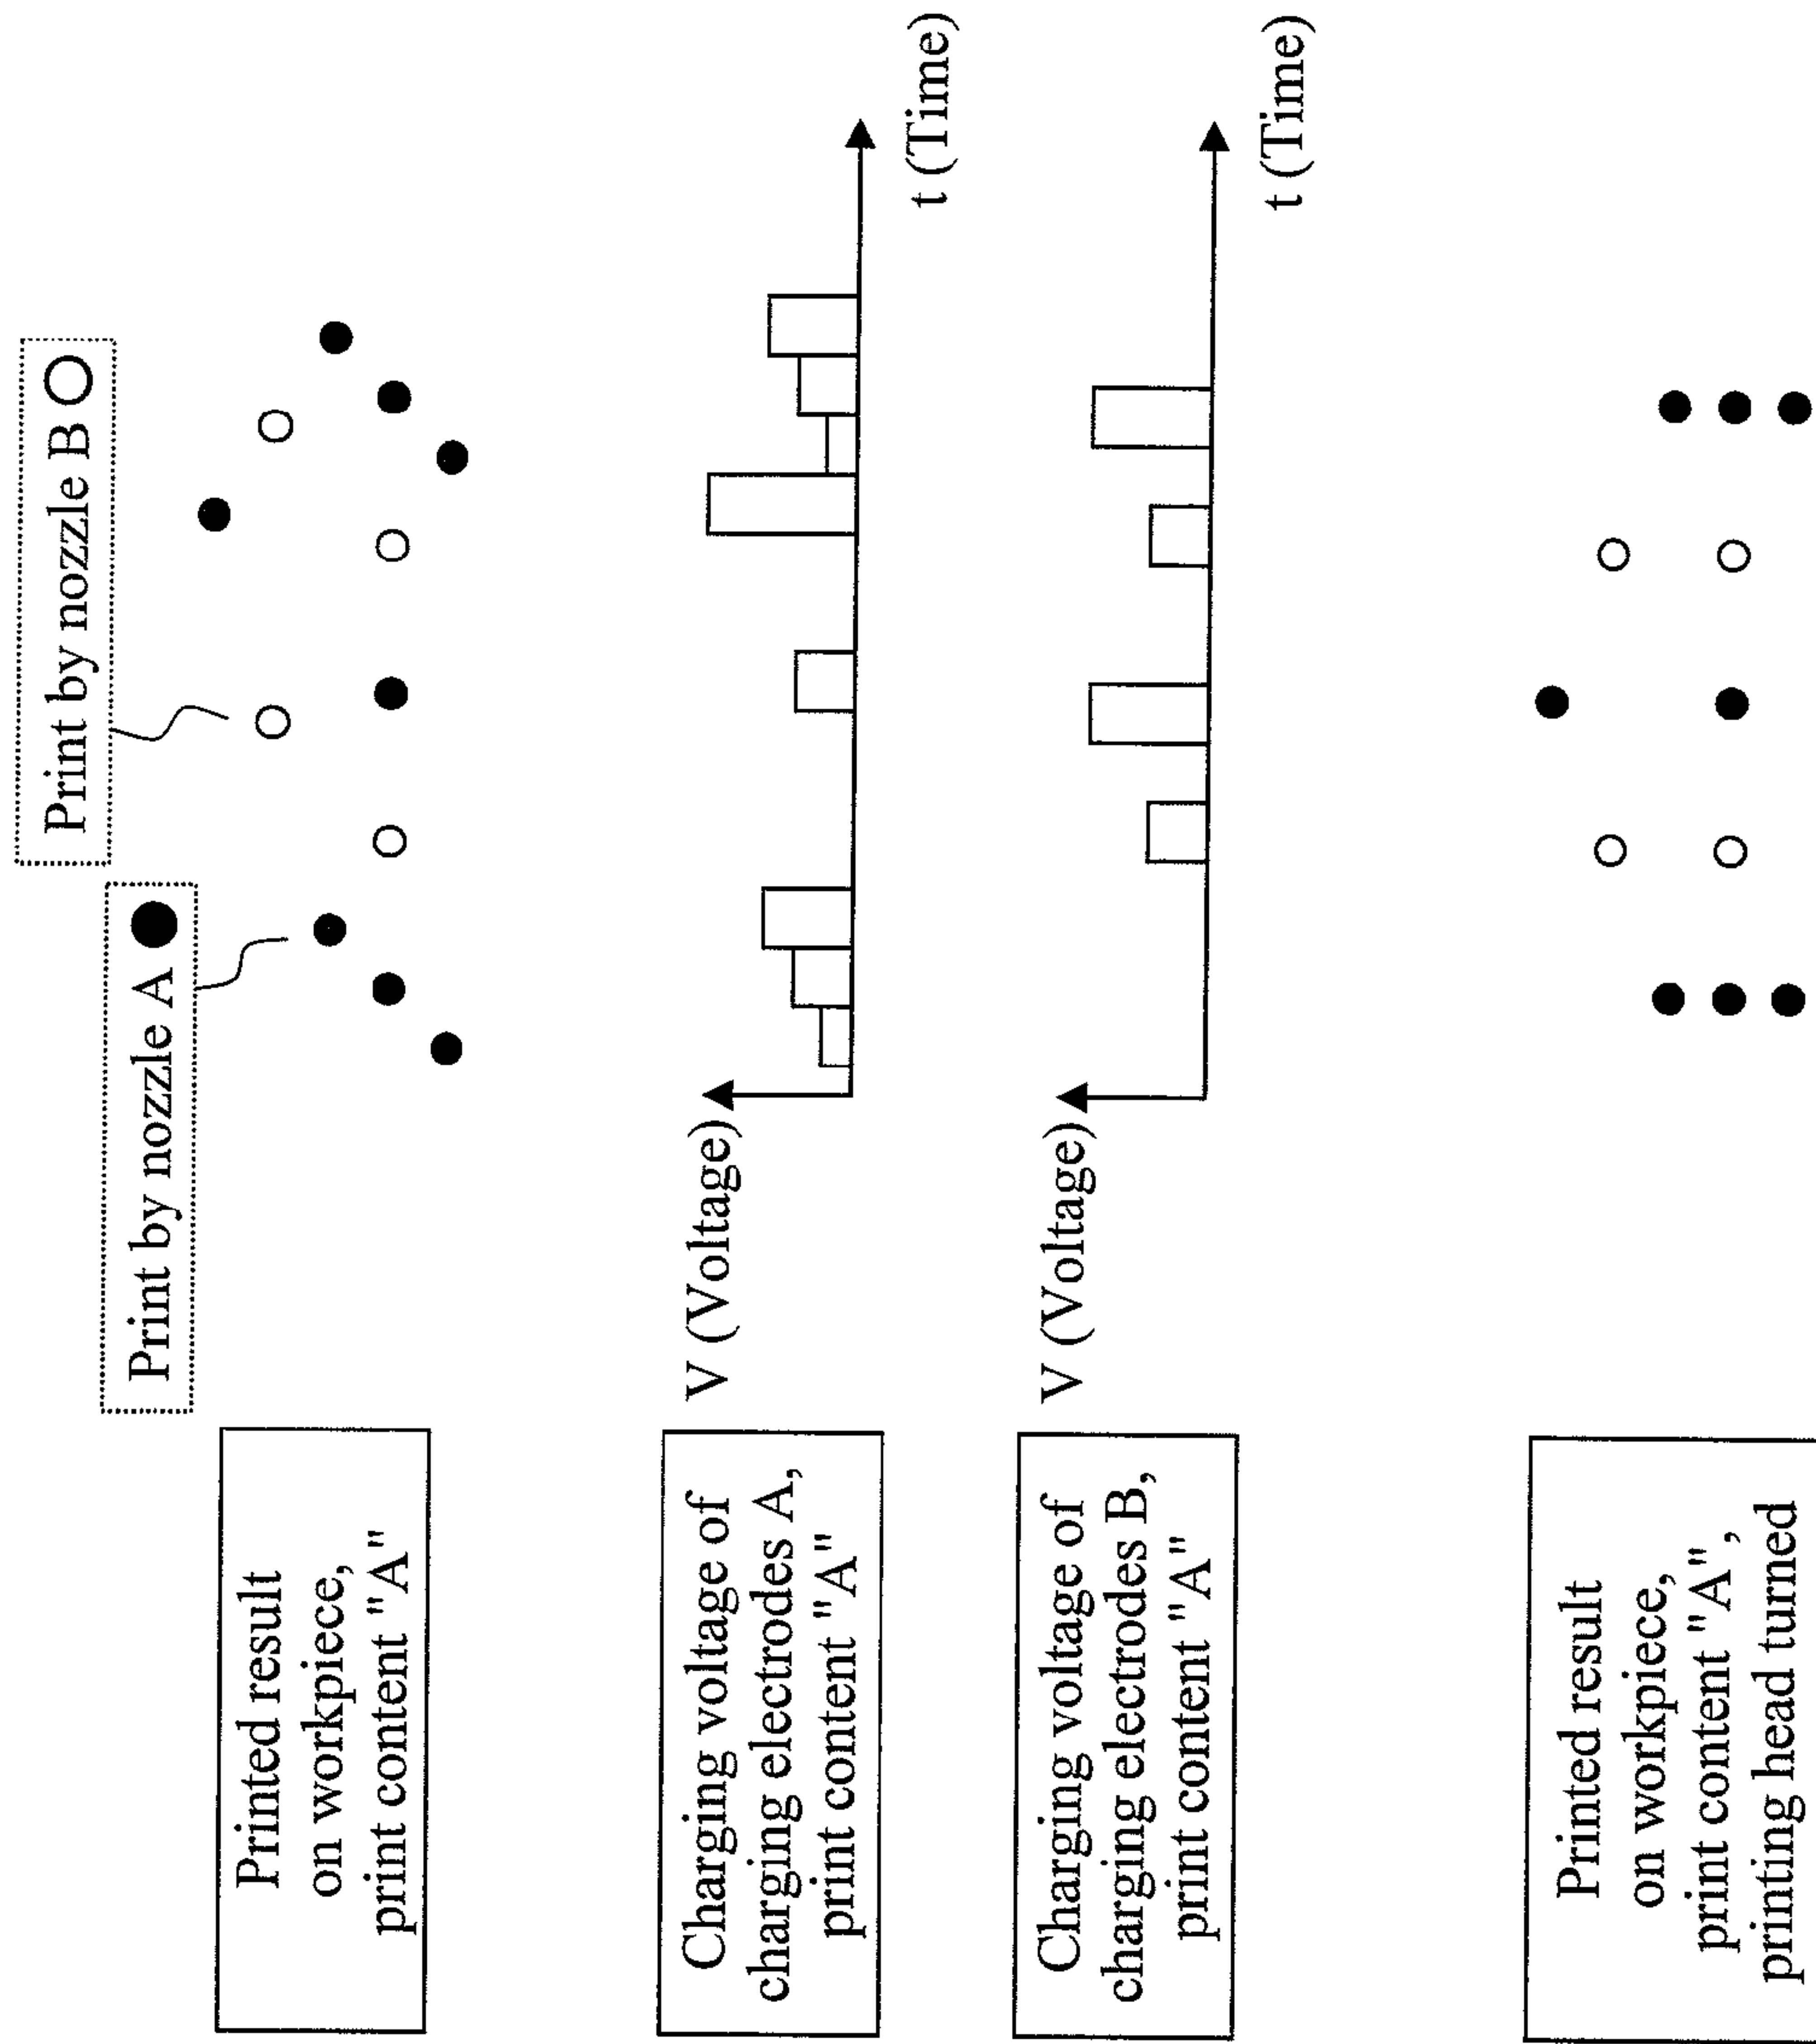 Print by nozzle B
Print by nozzle A
Printed result
on workpiece,
print content "A"
Charging voltage of
charging electrodes A,
print content "A"
V (Voltage)
t (Time)
Charging voltage of
charging electrodes B,
print content "A"
V (Voltage)
t (Time)
Printed result
on workpiece,
print content "A",
printing head turned